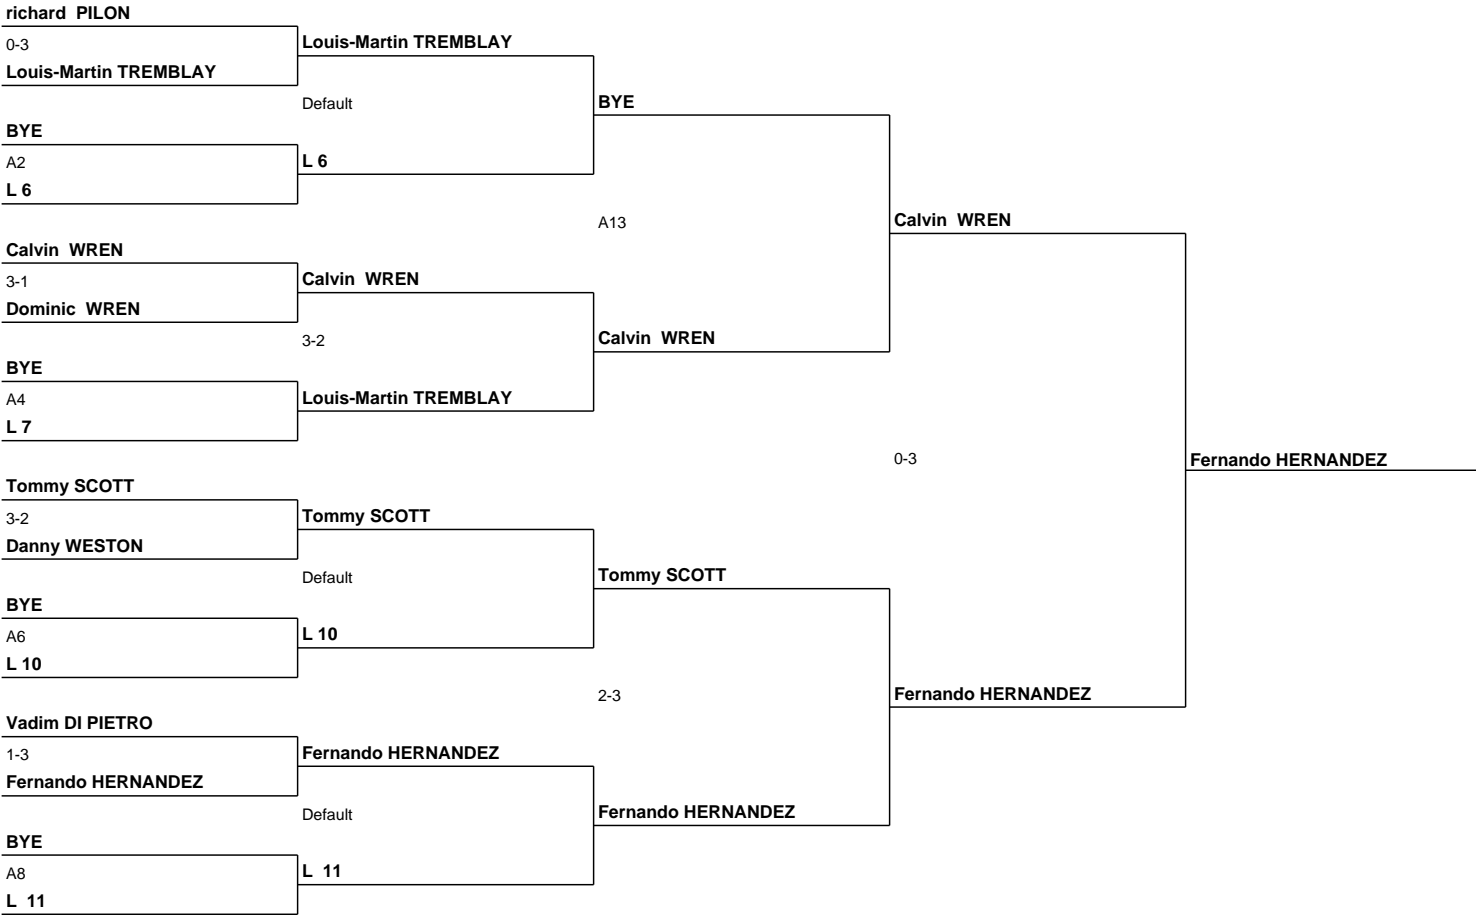 richard  PILON
0-3
Louis-Martin TREMBLAY
BYE
A2
L 6
Calvin  WREN
3-1
Dominic  WREN
BYE
A4
L 7
Tommy SCOTT
3-2
Danny WESTON
BYE
A6
L 10
Vadim DI PIETRO
1-3
Fernando HERNANDEZ
BYE
A8
L  11
Louis-Martin TREMBLAY
Default
L 6
Calvin  WREN
3-2
Louis-Martin TREMBLAY
Tommy SCOTT
Default
L 10
Fernando HERNANDEZ
Default
L  11
BYE
A13
Calvin  WREN
Tommy SCOTT
2-3
Fernando HERNANDEZ
Calvin  WREN
0-3
Fernando HERNANDEZ
Fernando HERNANDEZ